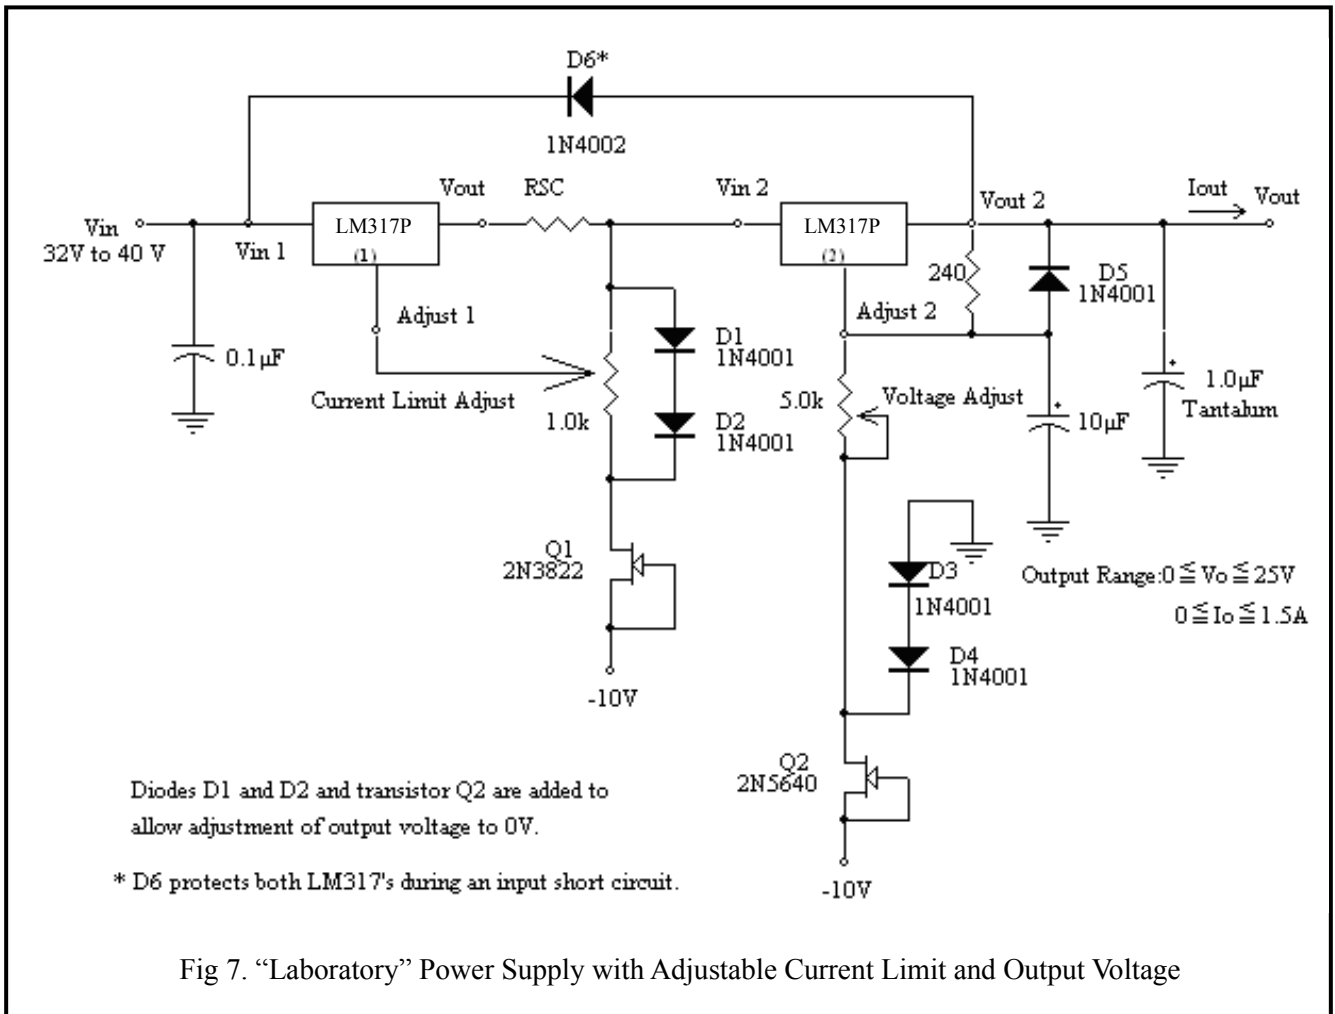 D6*
1N4002
Vin
32V to 40 V
Vin 1
LM317P
(1)
Vout
RSC
Vin 2
LM317P
(2)
Vout 2
Iout
Vout
Adjust 1
0.1µF
Current Limit Adjust
1.0k
D1
1N4001
D2
1N4001
240
Adjust 2
5.0k
Voltage Adjust
D5
1N4001
+
10µF
+
1.0µF
Tantalum
Q1
2N3822
-10V
D3
1N4001
D4
1N4001
Output Range:0≦Vo≦25V
0≦Io≦1.5A
Q2
2N5640
-10V
Diodes D1 and D2 and transistor Q2 are added to
allow adjustment of output voltage to 0V.
* D6 protects both LM317's during an input short circuit.
Fig 7. “Laboratory” Power Supply with Adjustable Current Limit and Output Voltage